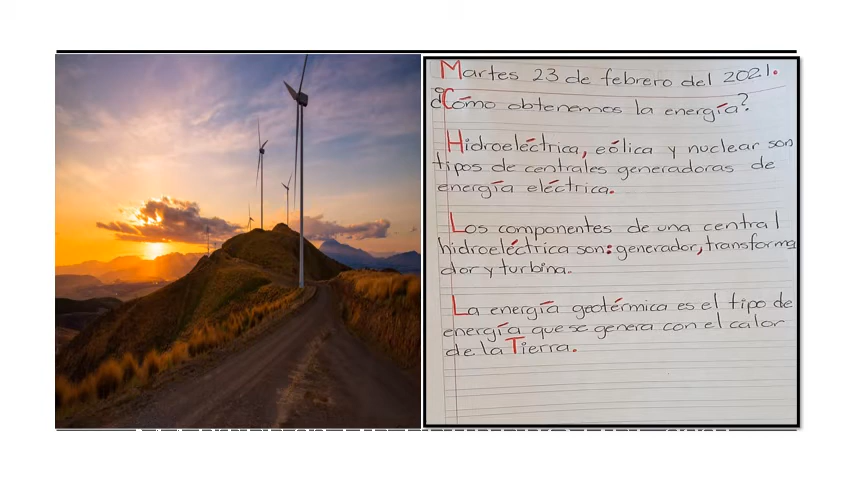 Martes 23 de febrero del 2021.
¿Cómo obtenemos la energía?
Hidroeléctrica, eólica y nuclear son
tipos de centrales generadoras de
energía eléctrica.
Los componentes de una central
hidroeléctrica son: generador, transforma
dor y turbina.
La energía geotérmica es el tipo de
energía que se genera con el calor
de la Tierra.